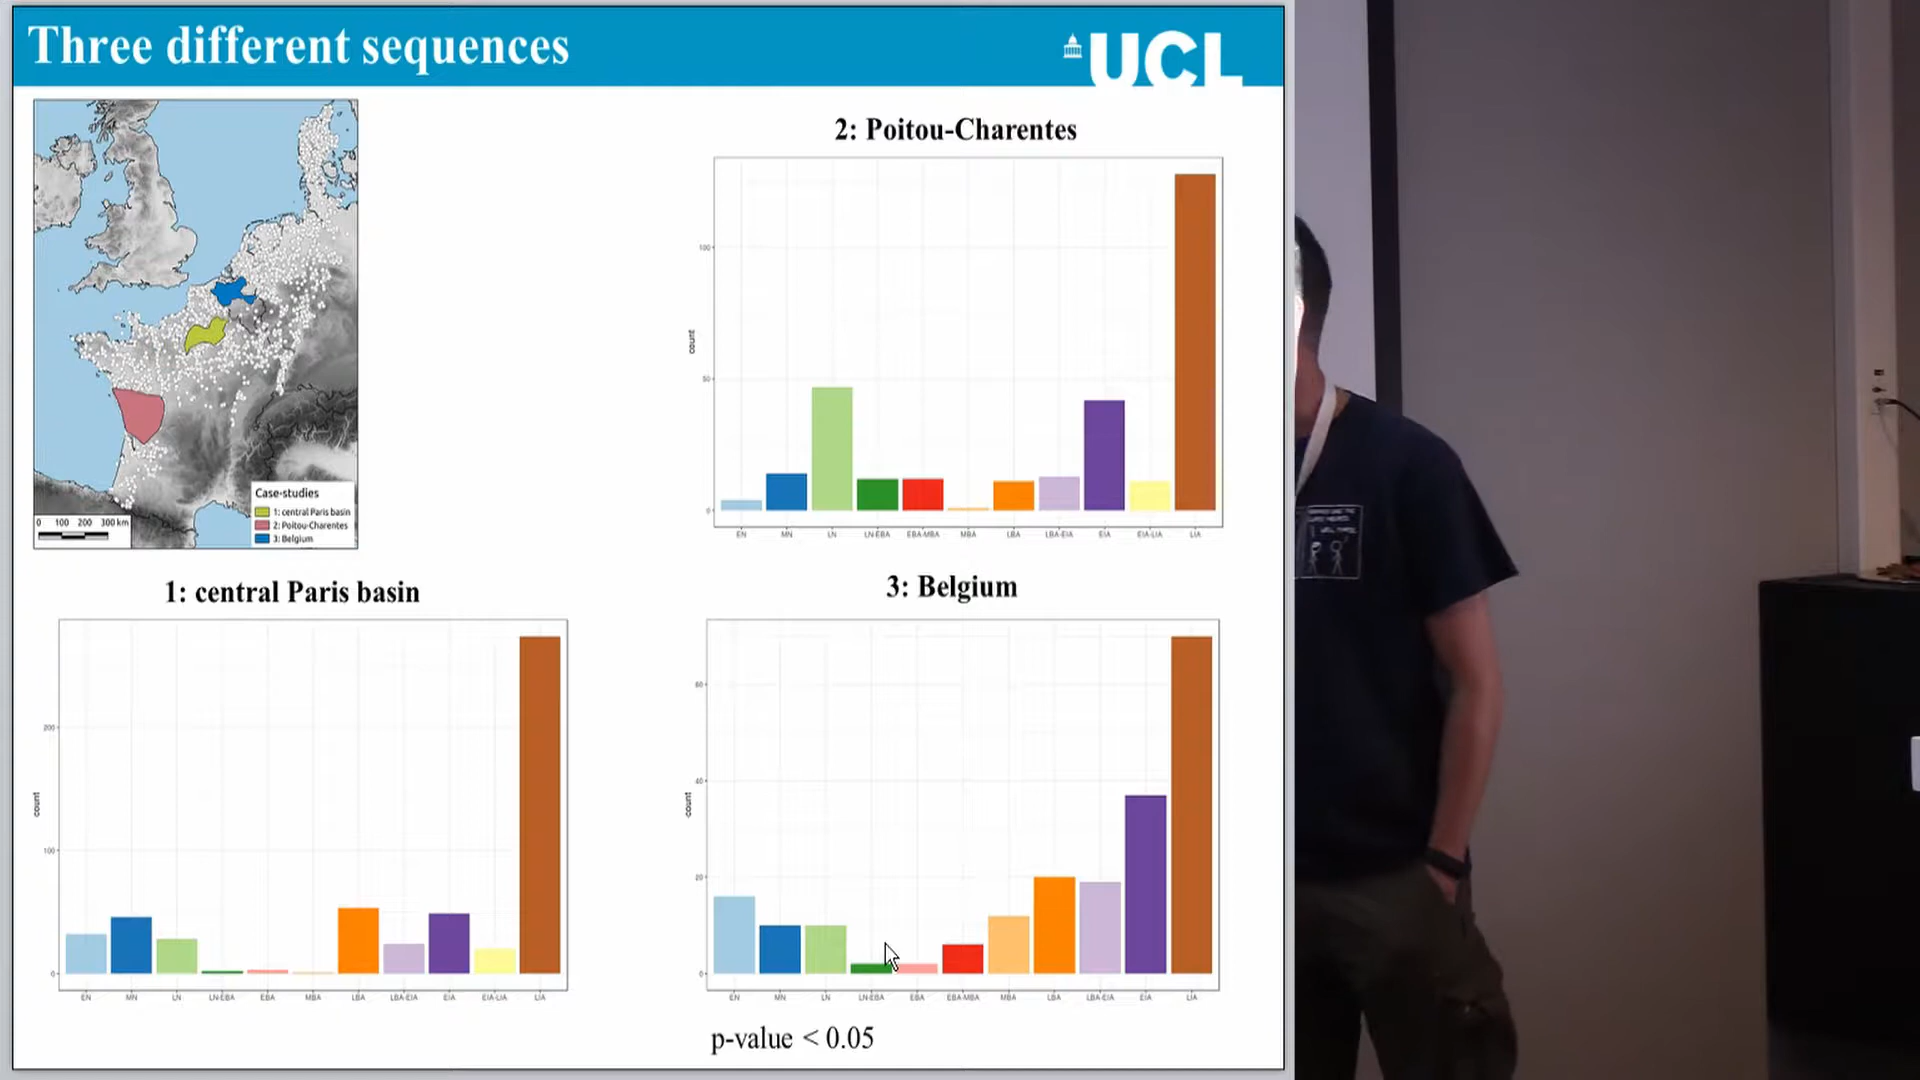 Three different sequences
UCL
Case-studies
1: central Paris basin
2: Poitou-Charentes
3: Belgium
0 100 200 300 km
2: Poitou-Charentes
count
100
50
0
EN MN LN LN-EBA EBA-MBA MBA LBA LBA-EIA EIA EIA-LIA LIA
1: central Paris basin
count
200
100
0
EN MN LN LN-EBA EBA MBA LBA LBA-EIA EIA EIA-LIA LIA
3: Belgium
count
60
40
20
0
EN MN LN LN-EBA EBA EBA-MBA MBA LBA LBA-EIA EIA LIA
p-value < 0.05